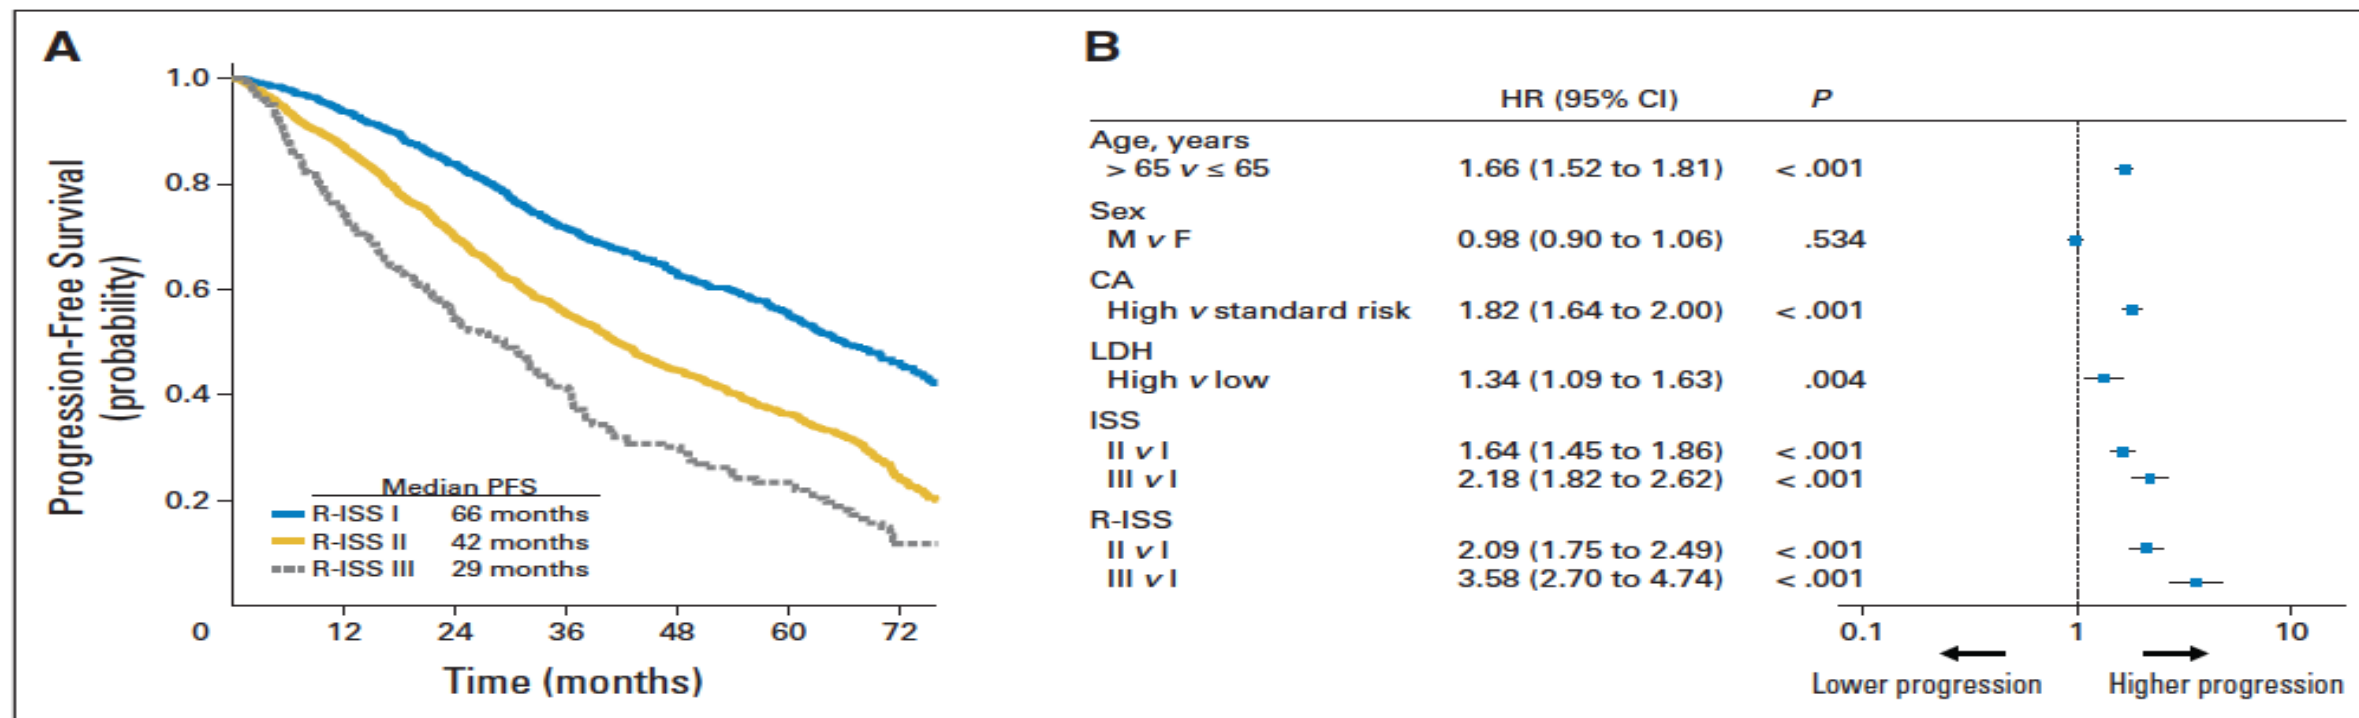 A
Progression-Free Survival
(probability)
1.0
0.8
0.6
0.4
0.2
0
12
24
36
48
60
72
Time (months)
Median PFS
R-ISS I 66 months
R-ISS II 42 months
R-ISS III 29 months
B
HR (95% CI) P
Age, years
> 65 v ≤ 65 1.66 (1.52 to 1.81) < .001
Sex
M v F 0.98 (0.90 to 1.06) .534
CA
High v standard risk 1.82 (1.64 to 2.00) < .001
LDH
High v low 1.34 (1.09 to 1.63) .004
ISS
II v I 1.64 (1.45 to 1.86) < .001
III v I 2.18 (1.82 to 2.62) < .001
R-ISS
II v I 2.09 (1.75 to 2.49) < .001
III v I 3.58 (2.70 to 4.74) < .001
0.1 1 10
Lower progression Higher progression